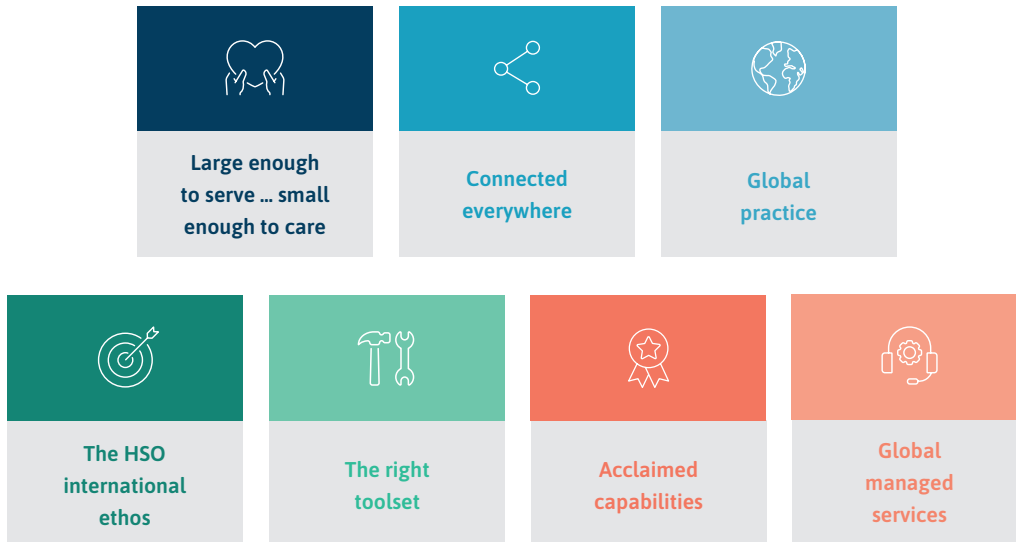 Large enough
to serve ... small
enough to care
Connected
everywhere
Global
practice
The HSO
international
ethos
The right
toolset
Acclaimed
capabilities
Global
managed
services